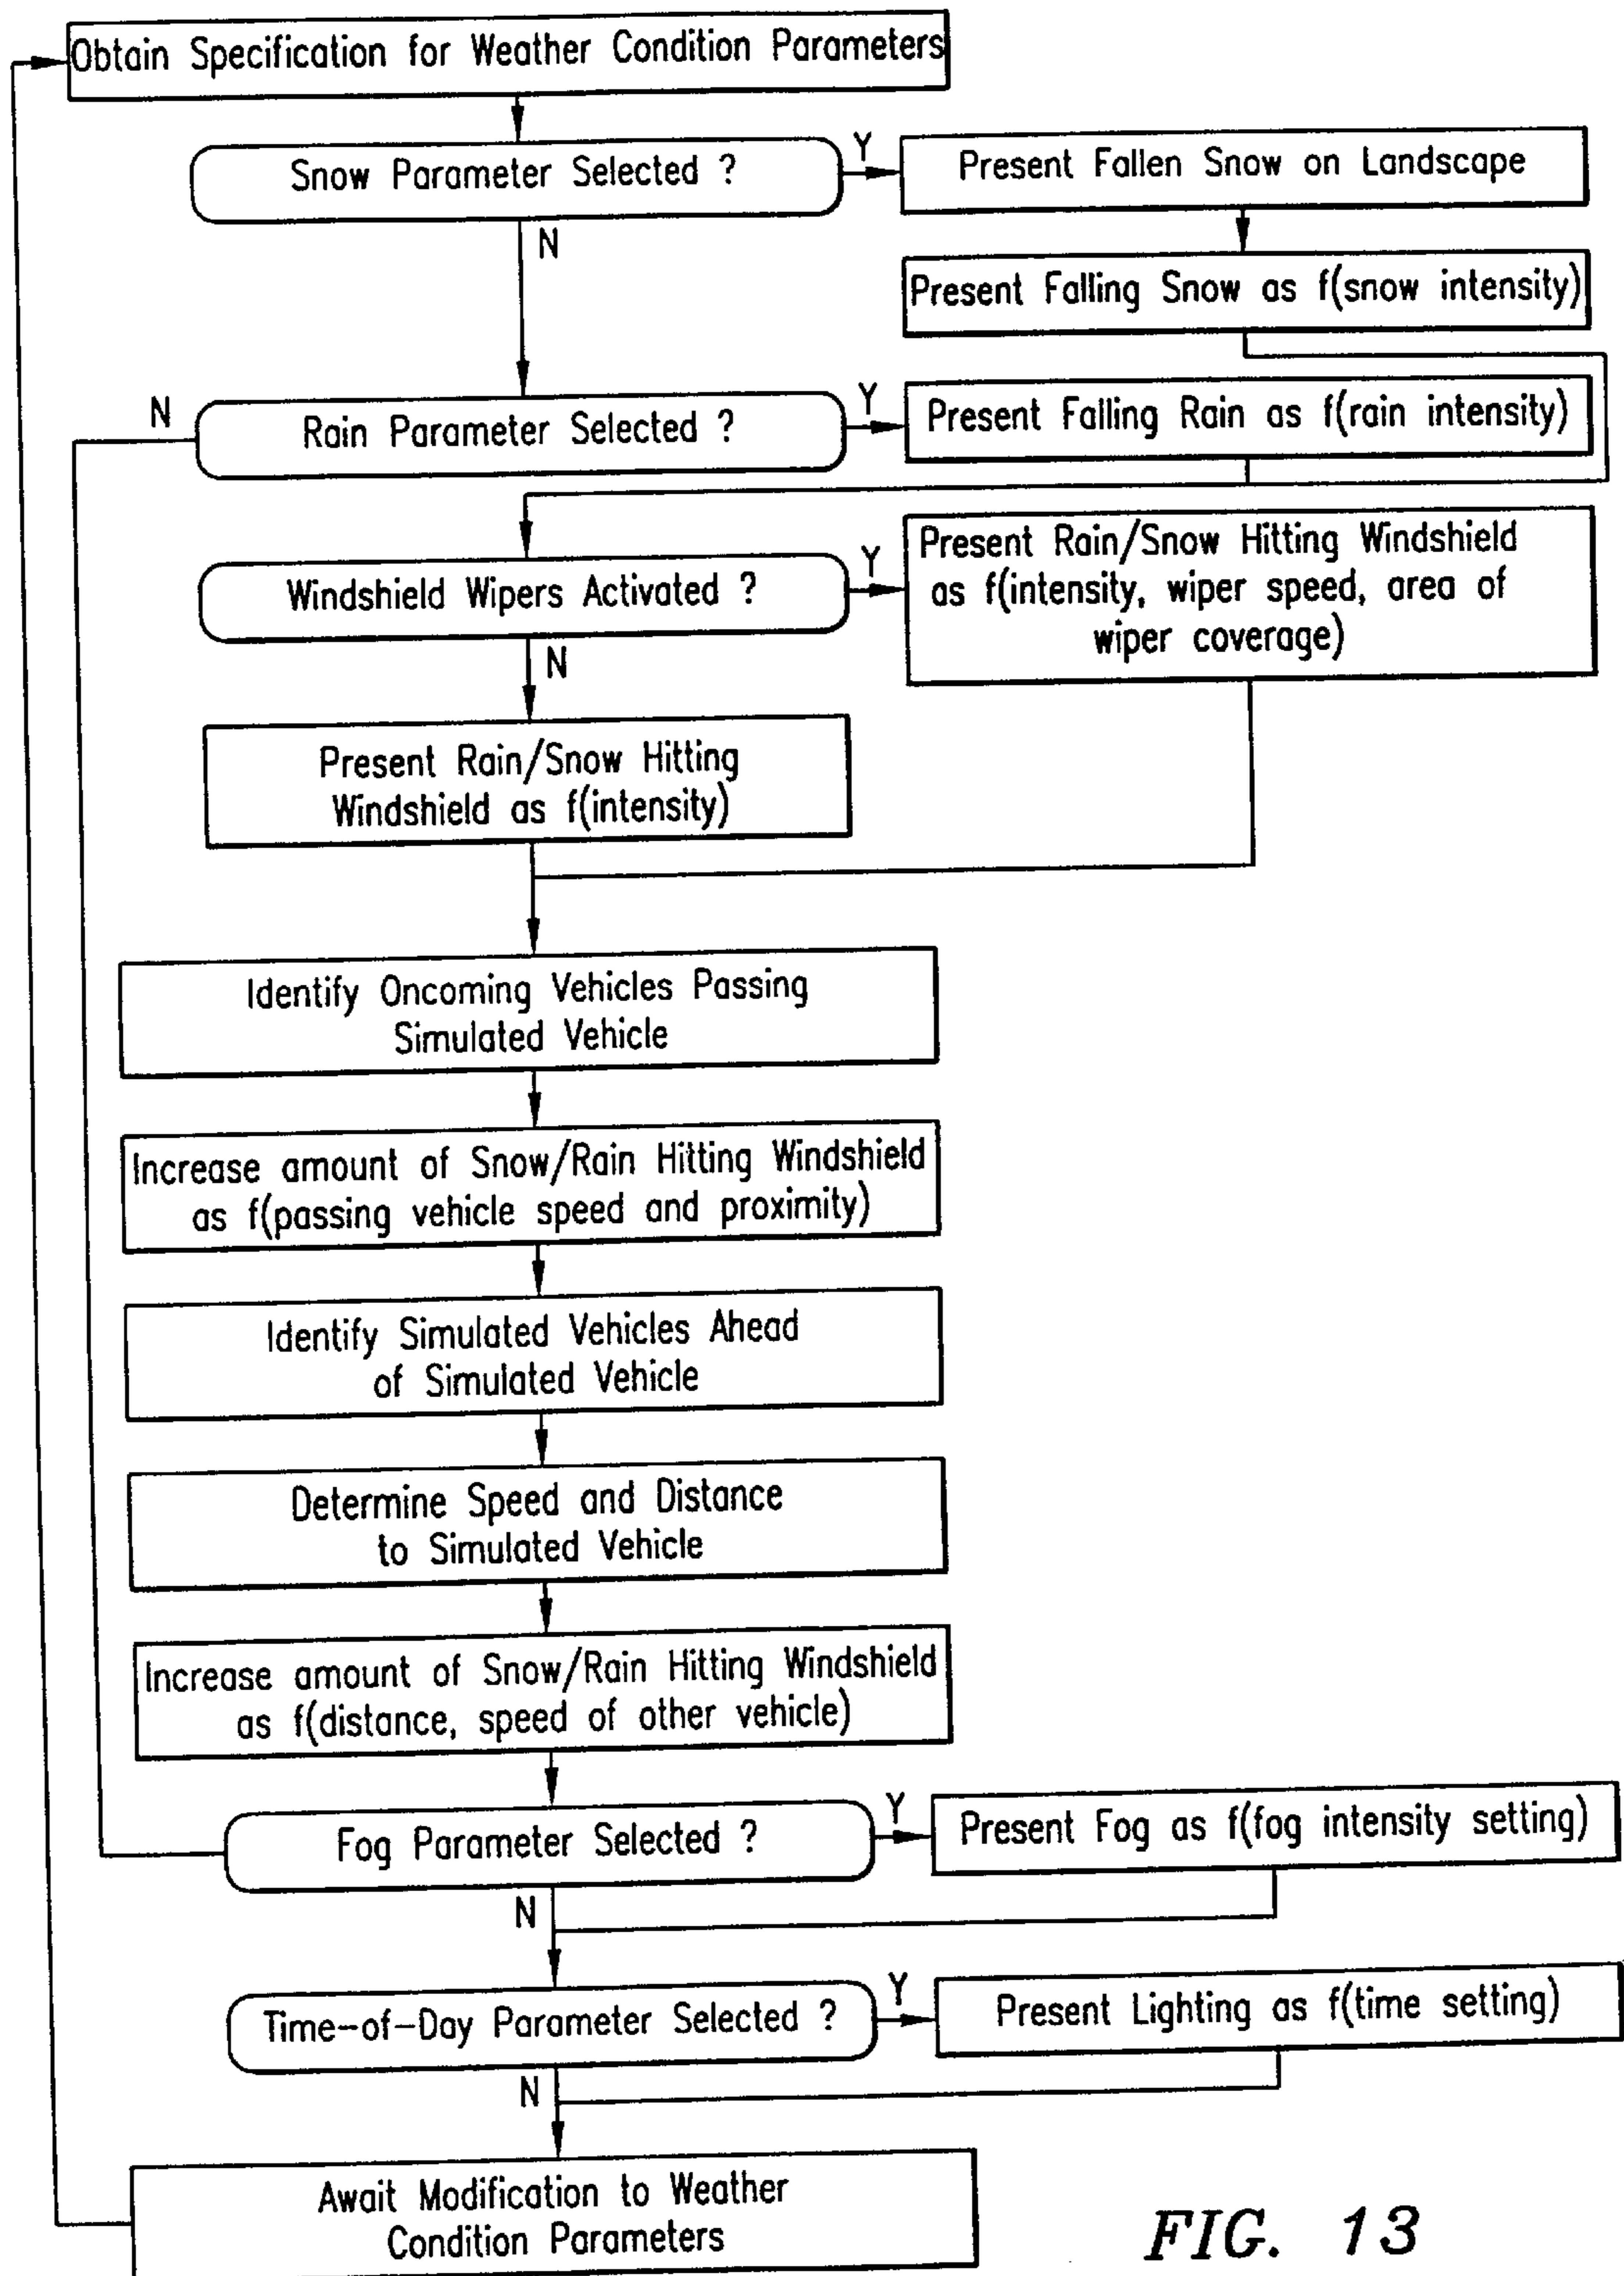 Obtain Specification for Weather Condition Parameters
Snow Parameter Selected ?
Y
Present Fallen Snow on Landscape
N
Present Falling Snow as f(snow intensity)
N
Rain Parameter Selected ?
Y
Present Falling Rain as f(rain intensity)
Windshield Wipers Activated ?
Y
Present Rain/Snow Hitting Windshield
as f(intensity, wiper speed, area of
wiper coverage)
N
Present Rain/Snow Hitting
Windshield as f(intensity)
Identify Oncoming Vehicles Passing
Simulated Vehicle
Increase amount of Snow/Rain Hitting Windshield
as f(passing vehicle speed and proximity)
Identify Simulated Vehicles Ahead
of Simulated Vehicle
Determine Speed and Distance
to Simulated Vehicle
Increase amount of Snow/Rain Hitting Windshield
as f(distance, speed of other vehicle)
Fog Parameter Selected ?
Y
Present Fog as f(fog intensity setting)
N
Time-of-Day Parameter Selected ?
Y
Present Lighting as f(time setting)
N
Await Modification to Weather
Condition Parameters
FIG. 13